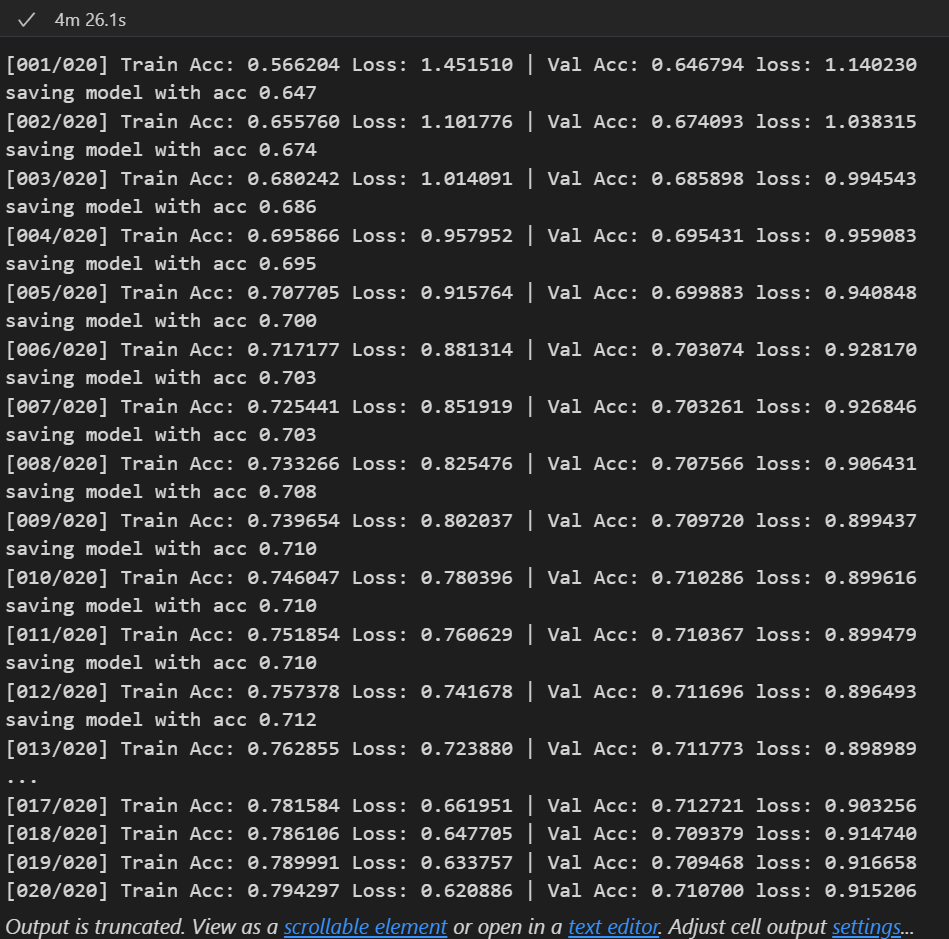 ✓ 4m 26.1s
[001/020] Train Acc: 0.566204 Loss: 1.451510 | Val Acc: 0.646794 loss: 1.140230
saving model with acc 0.647
[002/020] Train Acc: 0.655760 Loss: 1.101776 | Val Acc: 0.674093 loss: 1.038315
saving model with acc 0.674
[003/020] Train Acc: 0.680242 Loss: 1.014091 | Val Acc: 0.685898 loss: 0.994543
saving model with acc 0.686
[004/020] Train Acc: 0.695866 Loss: 0.957952 | Val Acc: 0.695431 loss: 0.959083
saving model with acc 0.695
[005/020] Train Acc: 0.707705 Loss: 0.915764 | Val Acc: 0.699883 loss: 0.940848
saving model with acc 0.700
[006/020] Train Acc: 0.717177 Loss: 0.881314 | Val Acc: 0.703074 loss: 0.928170
saving model with acc 0.703
[007/020] Train Acc: 0.725441 Loss: 0.851919 | Val Acc: 0.703261 loss: 0.926846
saving model with acc 0.703
[008/020] Train Acc: 0.733266 Loss: 0.825476 | Val Acc: 0.707566 loss: 0.906431
saving model with acc 0.708
[009/020] Train Acc: 0.739654 Loss: 0.802037 | Val Acc: 0.709720 loss: 0.899437
saving model with acc 0.710
[010/020] Train Acc: 0.746047 Loss: 0.780396 | Val Acc: 0.710286 loss: 0.899616
saving model with acc 0.710
[011/020] Train Acc: 0.751854 Loss: 0.760629 | Val Acc: 0.710367 loss: 0.899479
saving model with acc 0.710
[012/020] Train Acc: 0.757378 Loss: 0.741678 | Val Acc: 0.711696 loss: 0.896493
saving model with acc 0.712
[013/020] Train Acc: 0.762855 Loss: 0.723880 | Val Acc: 0.711773 loss: 0.898989
...
[017/020] Train Acc: 0.781584 Loss: 0.661951 | Val Acc: 0.712721 loss: 0.903256
[018/020] Train Acc: 0.786106 Loss: 0.647705 | Val Acc: 0.709379 loss: 0.914740
[019/020] Train Acc: 0.789991 Loss: 0.633757 | Val Acc: 0.709468 loss: 0.916658
[020/020] Train Acc: 0.794297 Loss: 0.620886 | Val Acc: 0.710700 loss: 0.915206
Output is truncated. View as a scrollable element or open in a text editor. Adjust cell output settings...